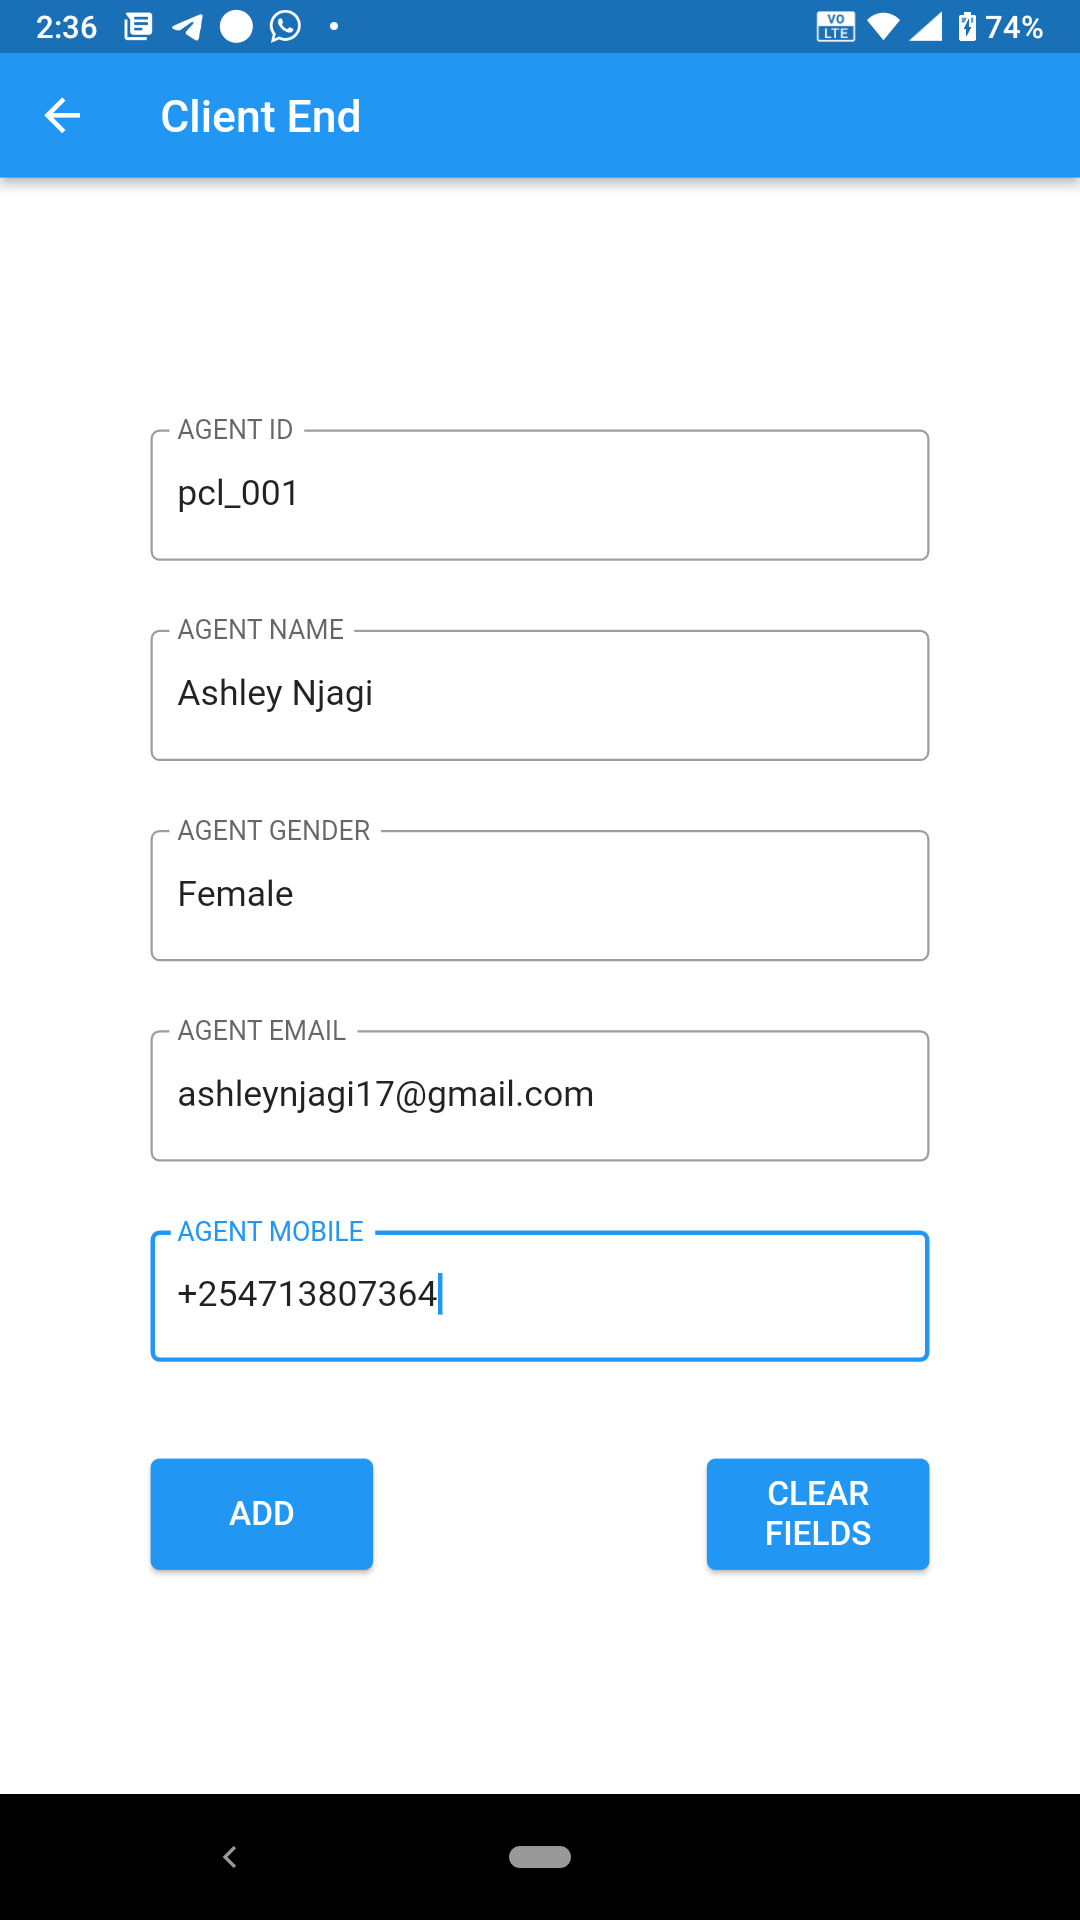 2:36
VO
LTE
74%
Client End
AGENT ID
pcl_001
AGENT NAME
Ashley Njagi
AGENT GENDER
Female
AGENT EMAIL
ashleynjagi17@gmail.com
AGENT MOBILE
+254713807364
ADD
CLEAR
FIELDS